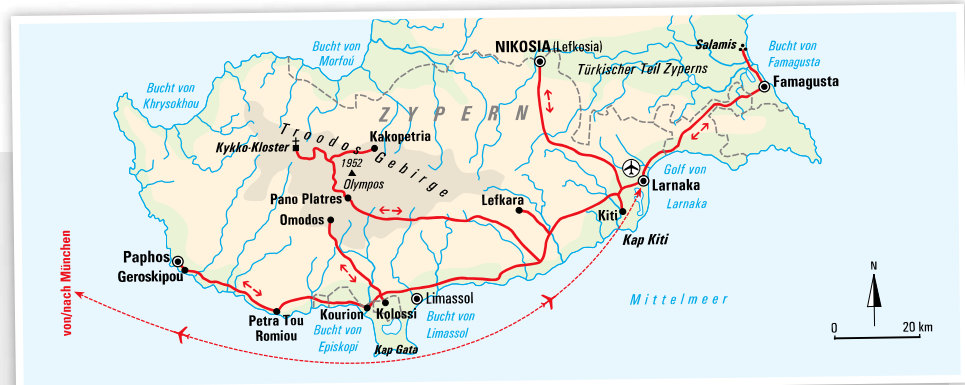 Bucht von
Morfoú
NIKOSIA (Lefkosia)
Salamis
Bucht von
Famagusta
Türkischer Teil Zyperns
Famagusta
Bucht von
Khrysokhou
ZYPERN
Troodos Gebirge
Kakopetria
Kykko-Kloster
1952
Olympos
Golf von
Larnaka
Larnaka
Pano Platres
Lefkara
Omodos
Kiti
Kap Kiti
von/nach München
Paphos
Geroskipou
N
Limassol
Mittelmeer
Petra Tou
Romiou
Kourion
Kolossi
Bucht von
Episkopi
Bucht von
Limassol
Kap Gata
0 20 km